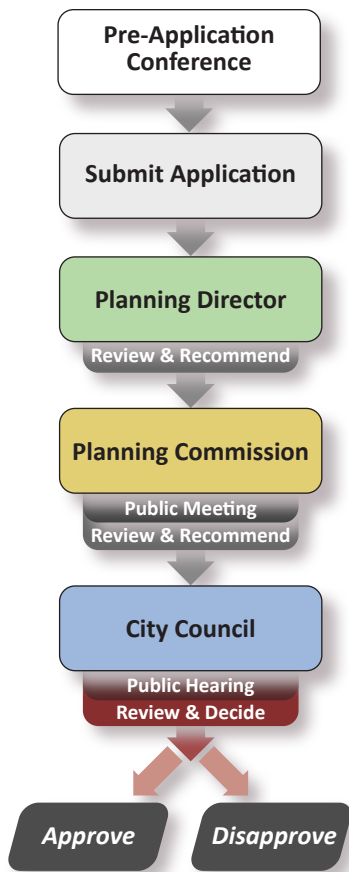 Pre-Application
Conference
Submit Application
Planning Director
Review & Recommend
Planning Commission
Public Meeting
Review & Recommend
City Council
Public Hearing
Review & Decide
Approve
Disapprove